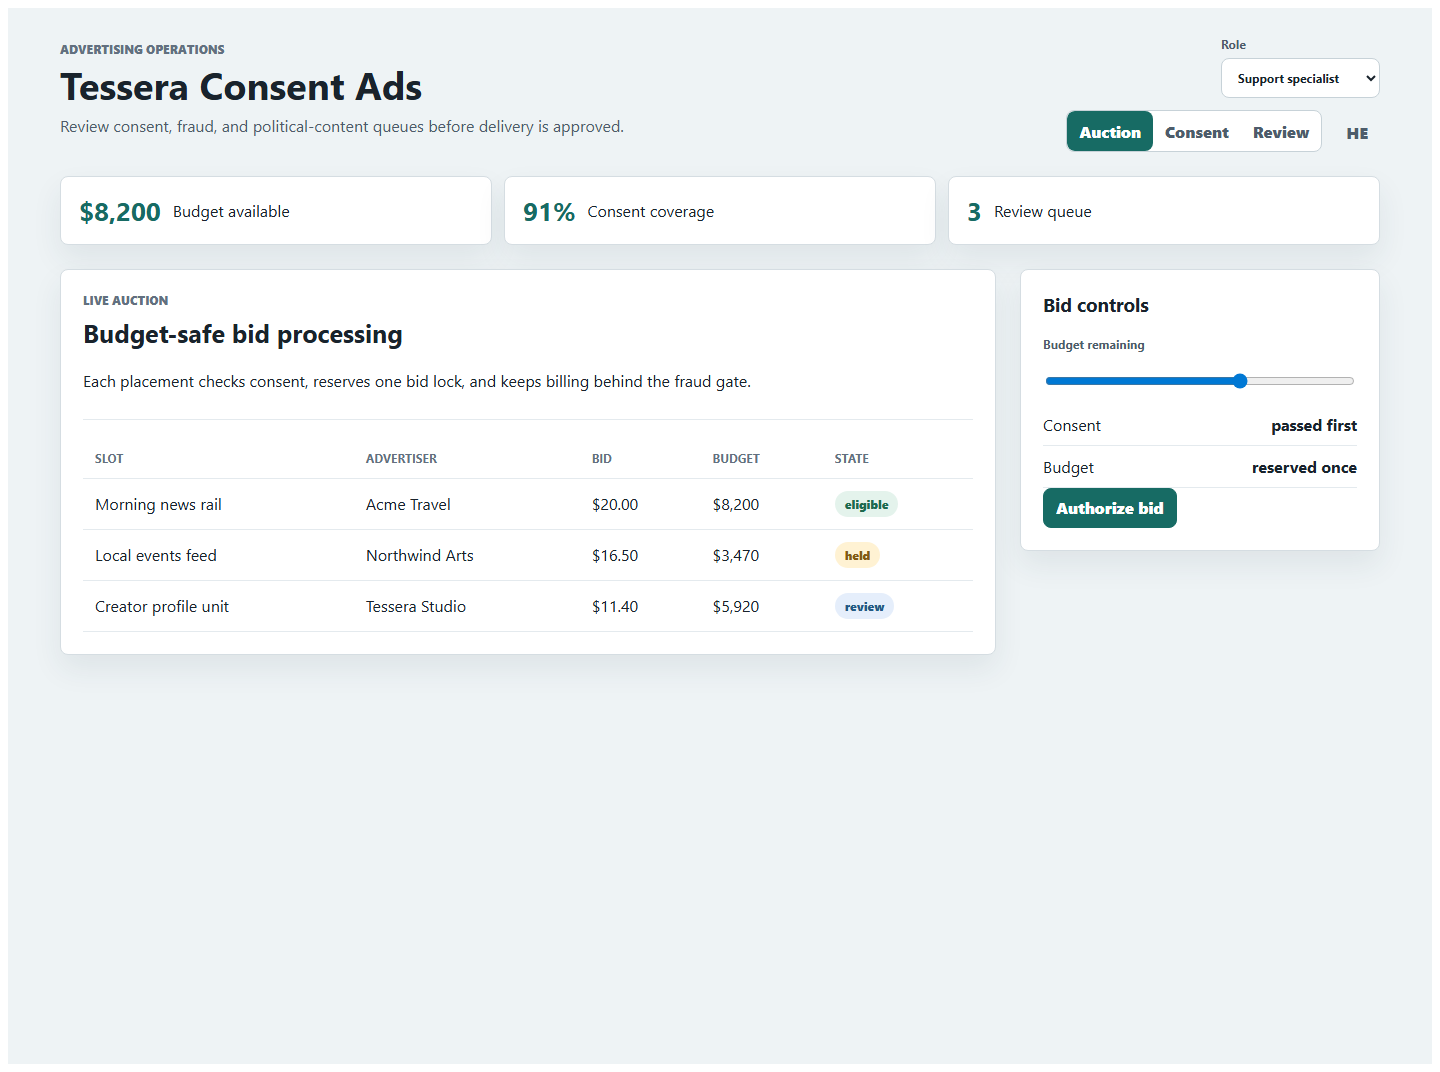 ADVERTISING OPERATIONS
Tessera Consent Ads
Review consent, fraud, and political-content queues before delivery is approved.
Role
Support specialist
Auction Consent Review HE
$8,200 Budget available
91% Consent coverage
3 Review queue
LIVE AUCTION
Budget-safe bid processing
Each placement checks consent, reserves one bid lock, and keeps billing behind the fraud gate.
SLOT ADVERTISER BID BUDGET STATE
Morning news rail Acme Travel $20.00 $8,200 eligible
Local events feed Northwind Arts $16.50 $3,470 held
Creator profile unit Tessera Studio $11.40 $5,920 review
Bid controls
Budget remaining
Consent passed first
Budget reserved once
Authorize bid